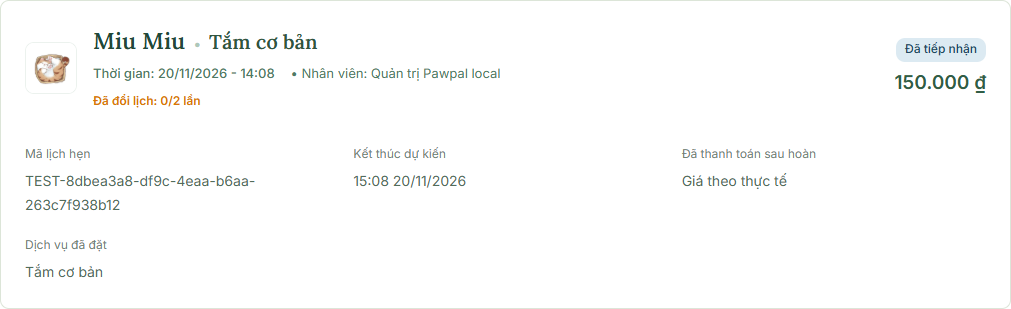 Miu Miu • Tắm cơ bản
Đã tiếp nhận
Thời gian: 20/11/2026 - 14:08 • Nhân viên: Quản trị Pawpal local
150.000 ₫
Đã đổi lịch: 0/2 lần
Mã lịch hẹn
TEST-8dbea3a8-df9c-4eaa-b6aa-
263c7f938b12
Kết thúc dự kiến
15:08 20/11/2026
Đã thanh toán sau hoàn
Giá theo thực tế
Dịch vụ đã đặt
Tắm cơ bản